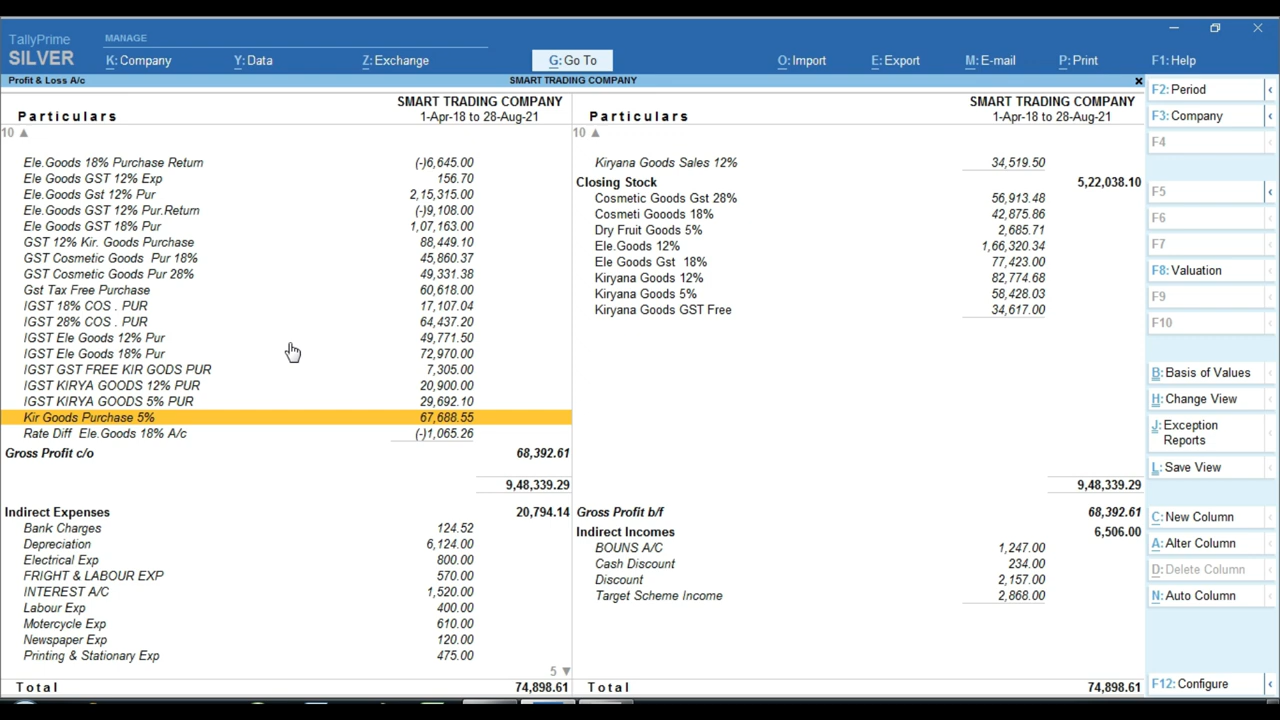 TallyPrime
SILVER
MANAGE
K: Company Y: Data Z: Exchange G: Go To O: Import E: Export M: E-mail P: Print F1: Help
Profit & Loss A/c SMART TRADING COMPANY
Particulars SMART TRADING COMPANY
1-Apr-18 to 28-Aug-21
10
Ele.Goods 18% Purchase Return (-)6,645.00
Ele Goods GST 12% Exp 156.70
Ele.Goods Gst 12% Pur 2,15,315.00
Ele.Goods GST 12% Pur.Return (-)9,108.00
Ele Goods GST 18% Pur 1,07,163.00
GST 12% Kir. Goods Purchase 88,449.10
GST Cosmetic Goods Pur 18% 45,860.37
GST Cosmetic Goods Pur 28% 49,331.38
Gst Tax Free Purchase 60,618.00
IGST 18% COS . PUR 17,107.04
IGST 28% COS . PUR 64,437.20
IGST Ele Goods 12% Pur 49,771.50
IGST Ele Goods 18% Pur 72,970.00
IGST GST FREE KIR GODS PUR 7,305.00
IGST KIRYA GOODS 12% PUR 20,900.00
IGST KIRYA GOODS 5% PUR 29,692.10
Kir Goods Purchase 5% 67,688.55
Rate Diff Ele.Goods 18% A/c (-)1,065.26
Gross Profit c/o 68,392.61
9,48,339.29
Indirect Expenses 20,794.14
Bank Charges 124.52
Depreciation 6,124.00
Electrical Exp 800.00
FRIGHT & LABOUR EXP 570.00
INTEREST A/C 1,520.00
Labour Exp 400.00
Motercycle Exp 610.00
Newspaper Exp 120.00
Printing & Stationary Exp 475.00
5
Total 74,898.61
Particulars SMART TRADING COMPANY
1-Apr-18 to 28-Aug-21
10
Kiryana Goods Sales 12% 34,519.50
Closing Stock 5,22,038.10
Cosmetic Goods Gst 28% 56,913.48
Cosmeti Gooods 18% 42,875.86
Dry Fruit Goods 5% 2,685.71
Ele.Goods 12% 1,66,320.34
Ele Goods Gst 18% 77,423.00
Kiryana Goods 12% 82,774.68
Kiryana Goods 5% 58,428.03
Kiryana Goods GST Free 34,617.00
9,48,339.29
Gross Profit b/f 68,392.61
Indirect Incomes 6,506.00
BOUNS A/C 1,247.00
Cash Discount 234.00
Discount 2,157.00
Target Scheme Income 2,868.00
Total 74,898.61
F2: Period
F3: Company
F4
F5
F6
F7
F8: Valuation
F9
F10
B: Basis of Values
H: Change View
J: Exception
Reports
L: Save View
C: New Column
A: Alter Column
D: Delete Column
N: Auto Column
F12: Configure